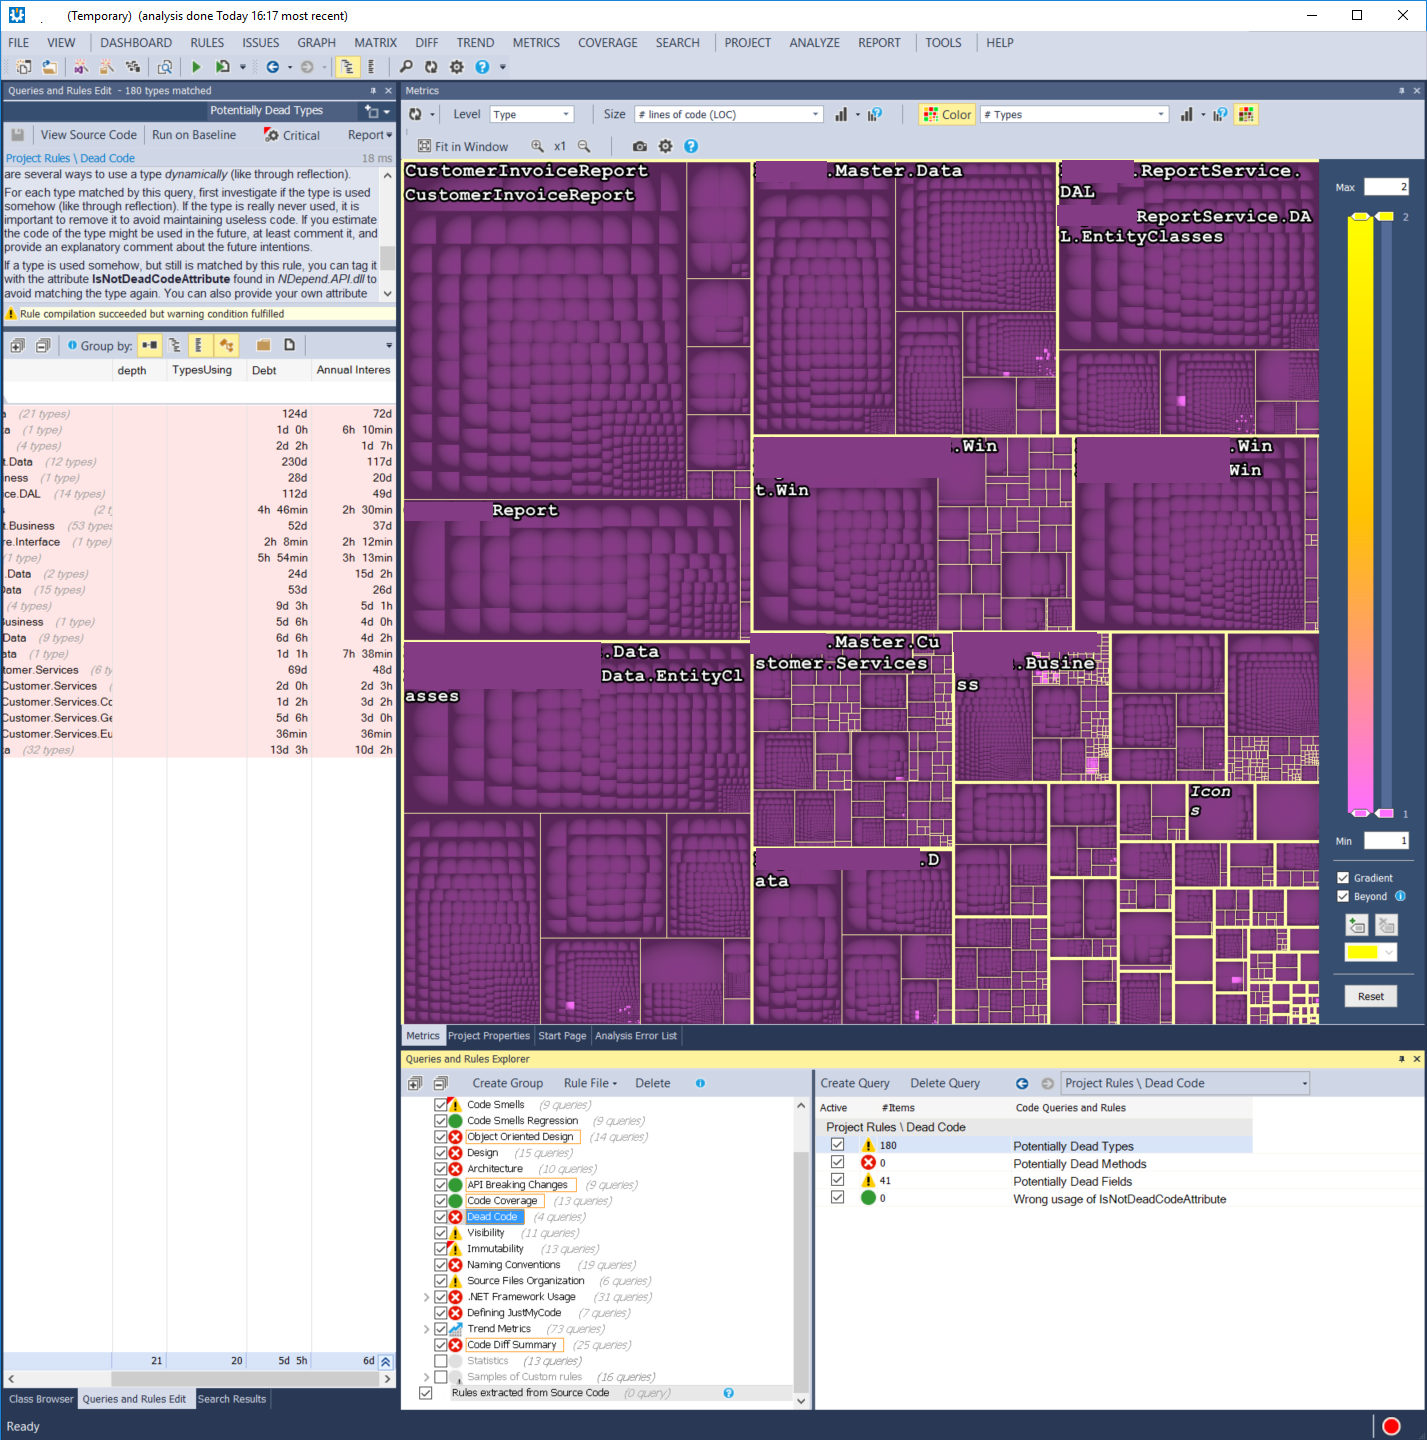 . (Temporary) (analysis done Today 16:17 most recent)
FILE VIEW DASHBOARD RULES ISSUES GRAPH MATRIX DIFF TREND METRICS COVERAGE SEARCH PROJECT ANALYZE REPORT TOOLS HELP
Queries and Rules Edit - 180 types matched
Potentially Dead Types
View Source Code Run on Baseline Critical Report
Project Rules \ Dead Code 18 ms
are several ways to use a type dynamically (like through reflection).
For each type matched by this query, first investigate if the type is used
somehow (like through reflection). If the type is really never used, it is
important to remove it to avoid maintaining useless code. If you estimate
the code of the type might be used in the future, at least comment it, and
provide an explanatory comment about the future intentions.
If a type is used somehow, but still is matched by this rule, you can tag it
with the attribute IsNotDeadCodeAttribute found in NDepend.API.dll to
avoid matching the type again. You can also provide your own attribute
Rule compilation succeeded but warning condition fulfilled
Group by:
depth TypesUsing Debt Annual Interes
a (21 types) 124d 72d
ta (1 type) 1d 0h 6h 10min
(4 types) 2d 2h 1d 7h
t.Data (12 types) 230d 117d
iness (1 type) 28d 20d
ce.DAL (14 types) 112d 49d
s (2 t 4h 46min 2h 30min
t.Business (53 types 52d 37d
re.Interface (1 type) 2h 8min 2h 12min
(1 type) 5h 54min 3h 13min
.Data (2 types) 24d 15d 2h
Data (15 types) 53d 26d
(4 types) 9d 3h 5d 1h
Business (1 type) 5d 6h 4d 0h
Data (9 types) 6d 6h 4d 2h
ata (1 type) 1d 1h 7h 38min
tomer.Services (6 ty 69d 48d
Customer.Services ( 2d 0h 2d 3h
Customer.Services.Cc 1d 2h 3d 2h
Customer.Services.Ge 5d 6h 3d 0h
Customer.Services.Eu 36min 36min
ta (32 types) 13d 3h 10d 2h
21 20 5d 5h 6d
Class Browser Queries and Rules Edit Search Results
Ready
Metrics
Level Type Size # lines of code (LOC) Color # Types
Fit in Window x1
CustomerInvoiceReport
CustomerInvoiceReport
.Master.Data
.ReportService.
DAL
ReportService.DA
L.EntityClasses
Report
.Win
t.Win
.Win
Win
.Data
Data.EntityCl
asses
.Master.Cu
stomer.Services
.Busine
ss
Icon
s
.D
ata
Max 2
2
1
Min 1
Gradient
Beyond
Reset
Metrics Project Properties Start Page Analysis Error List
Queries and Rules Explorer
Create Group Rule File Delete
Code Smells (9 queries)
Code Smells Regression (9 queries)
Object Oriented Design (14 queries)
Design (15 queries)
Architecture (10 queries)
API Breaking Changes (9 queries)
Code Coverage (13 queries)
Dead Code (4 queries)
Visibility (11 queries)
Immutability (13 queries)
Naming Conventions (19 queries)
Source Files Organization (6 queries)
.NET Framework Usage (31 queries)
Defining JustMyCode (7 queries)
Trend Metrics (73 queries)
Code Diff Summary (25 queries)
Statistics (13 queries)
Samples of Custom rules (16 queries)
Rules extracted from Source Code (0 query)
Create Query Delete Query Project Rules \ Dead Code
Active #Items Code Queries and Rules
Project Rules \ Dead Code
180 Potentially Dead Types
0 Potentially Dead Methods
41 Potentially Dead Fields
0 Wrong usage of IsNotDeadCodeAttribute